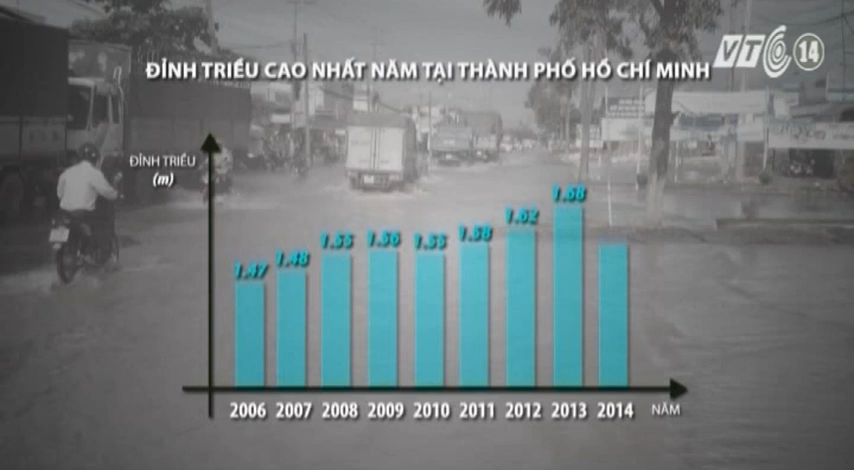 VTC 14
ĐỈNH TRIỀU CAO NHẤT NĂM TẠI THÀNH PHỐ HỒ CHÍ MINH
ĐỈNH TRIỀU
(m)
1.47 1.48 1.55 1.56 1.55 1.58 1.62 1.68
2006 2007 2008 2009 2010 2011 2012 2013 2014 NĂM